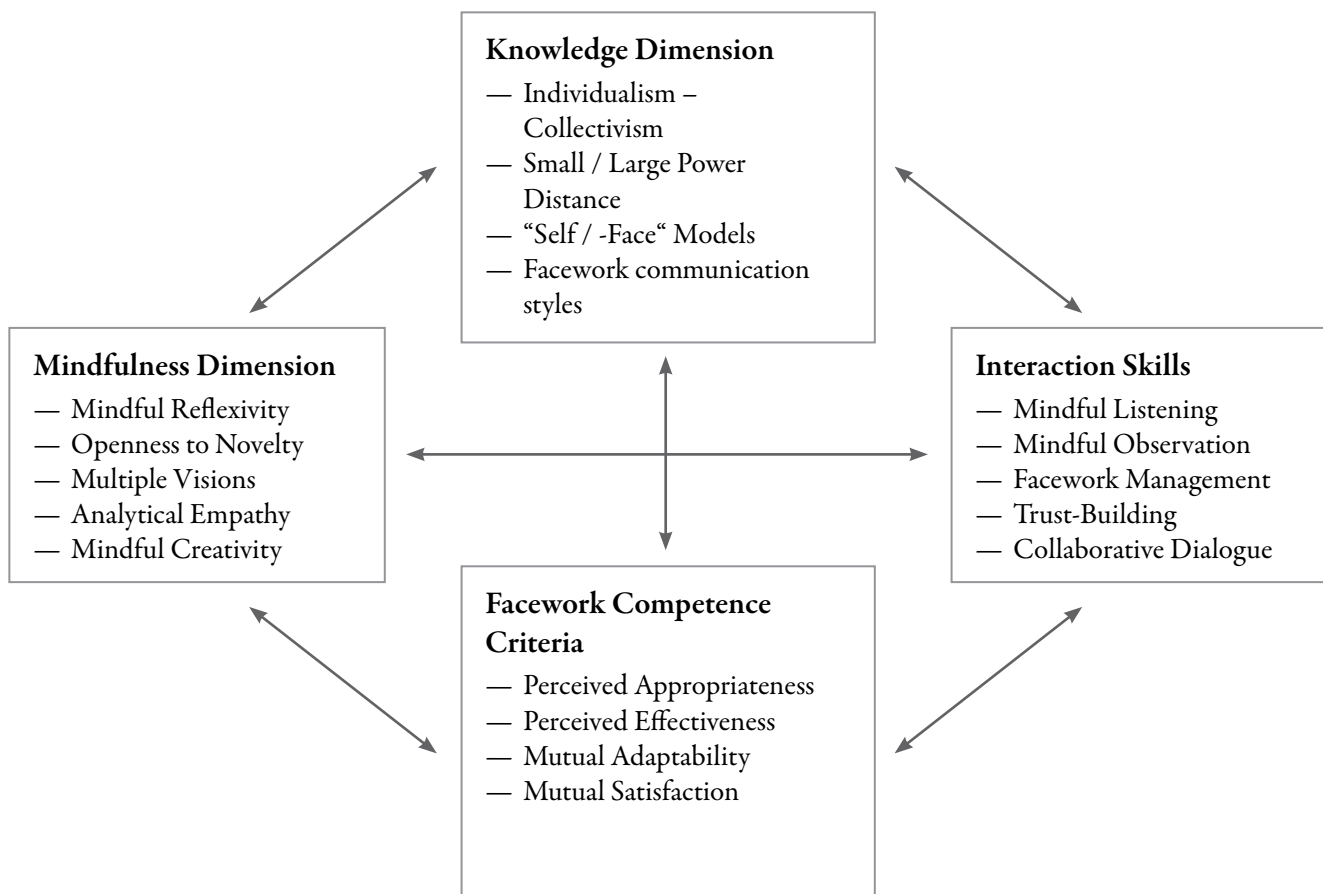 Knowledge Dimension
— Individualism –
Collectivism
— Small / Large Power
Distance
— “Self / -Face“ Models
— Facework communication
styles
Mindfulness Dimension
— Mindful Reflexivity
— Openness to Novelty
— Multiple Visions
— Analytical Empathy
— Mindful Creativity
Interaction Skills
— Mindful Listening
— Mindful Observation
— Facework Management
— Trust-Building
— Collaborative Dialogue
Facework Competence
Criteria
— Perceived Appropriateness
— Perceived Effectiveness
— Mutual Adaptability
— Mutual Satisfaction